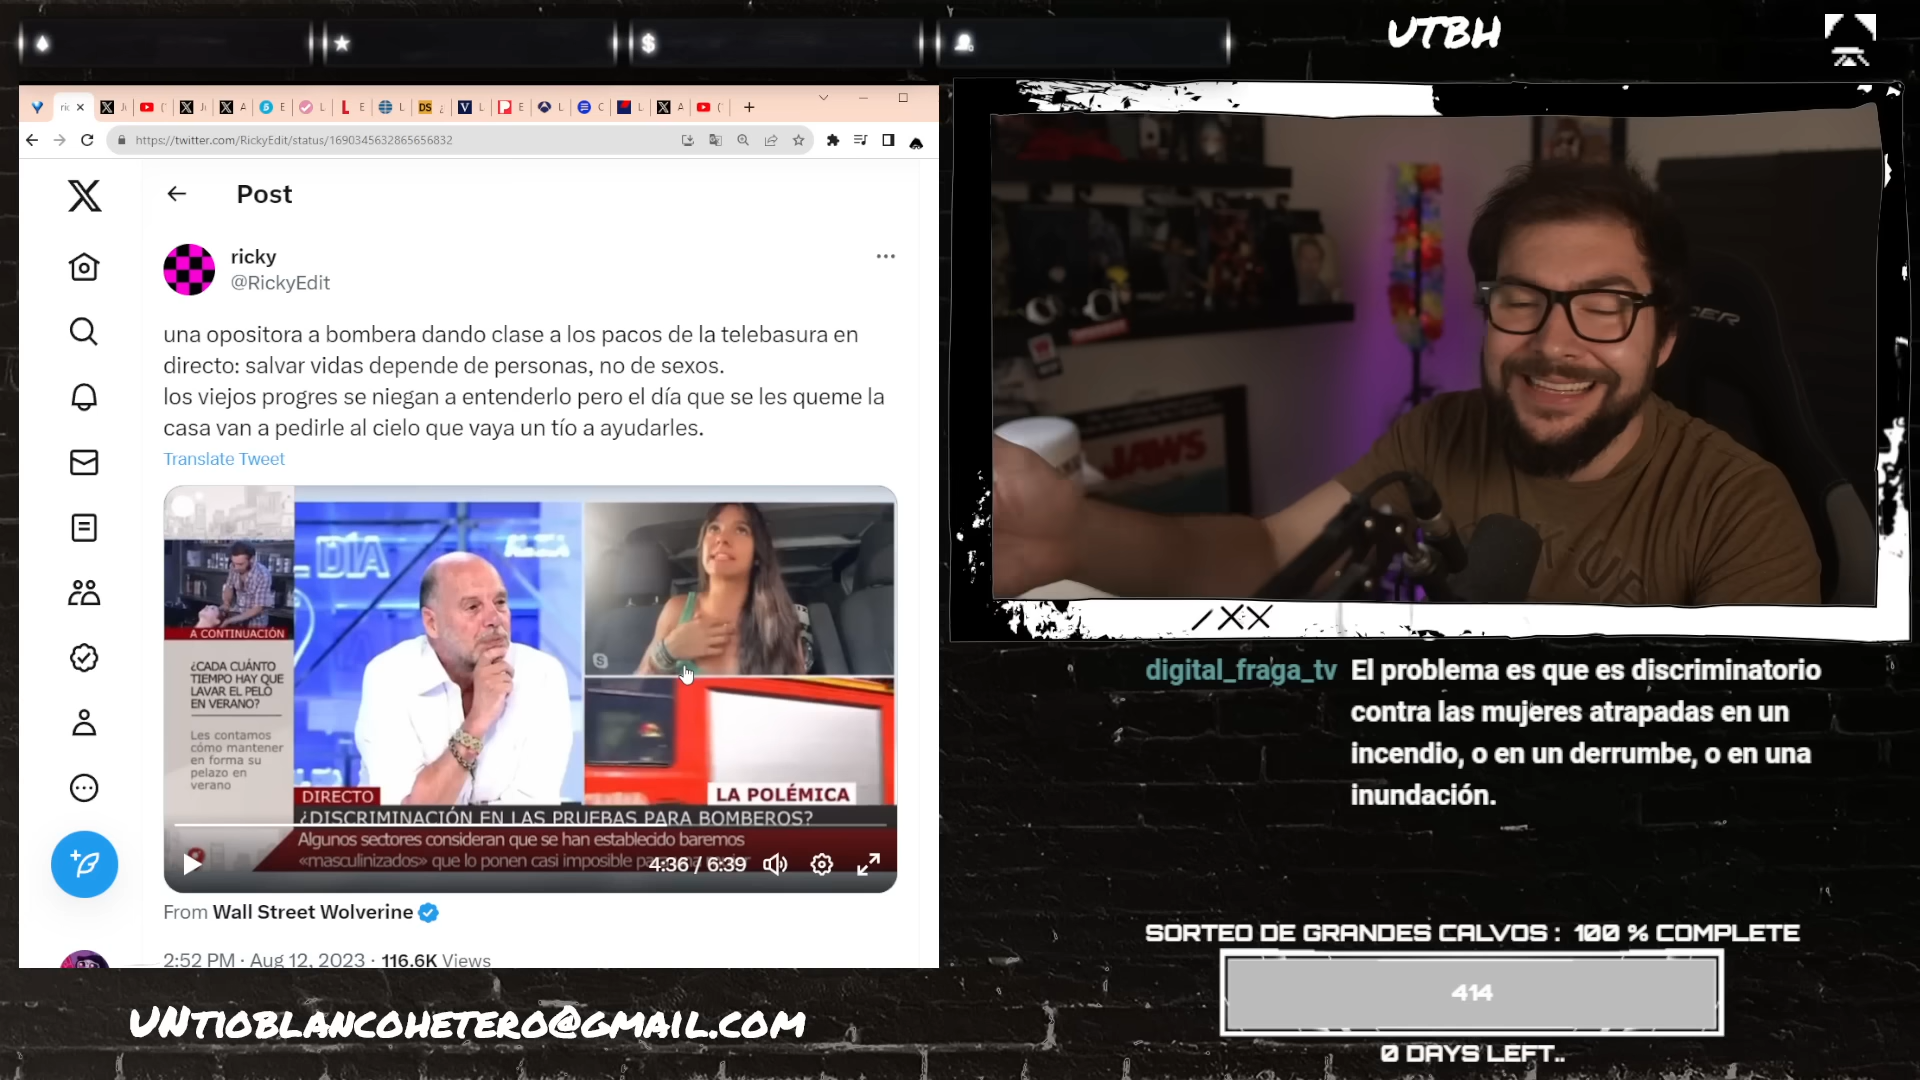 UTBH
https://twitter.com/RickyEdit/status/1690345632865656832
Post
ricky
@RickyEdit
una opositora a bombera dando clase a los pacos de la telebasura en
directo: salvar vidas depende de personas, no de sexos.
los viejos progres se niegan a entenderlo pero el día que se les queme la
casa van a pedirle al cielo que vaya un tío a ayudarles.
Translate Tweet
A CONTINUACIÓN
¿CADA CUÁNTO
TIEMPO HAY QUE
LAVAR EL PELO
EN VERANO?
Les contamos
cómo mantener
en forma su
pelazo en
verano
L DÍA
DIRECTO
LA POLÉMICA
¿DISCRIMINACIÓN EN LAS PRUEBAS PARA BOMBEROS?
Algunos sectores consideran que se han establecido baremos
«masculinizados» que lo ponen casi imposible
4:36 / 6:39
From Wall Street Wolverine
2:52 PM · Aug 12, 2023 · 116.6K Views
JAWS
digital_fraga_tv El problema es que es discriminatorio
contra las mujeres atrapadas en un
incendio, o en un derrumbe, o en una
inundación.
SORTEO DE GRANDES CALVOS : 100 % COMPLETE
414
0 DAYS LEFT..
UNTIOBLANCOHETERO@GMAIL.COM